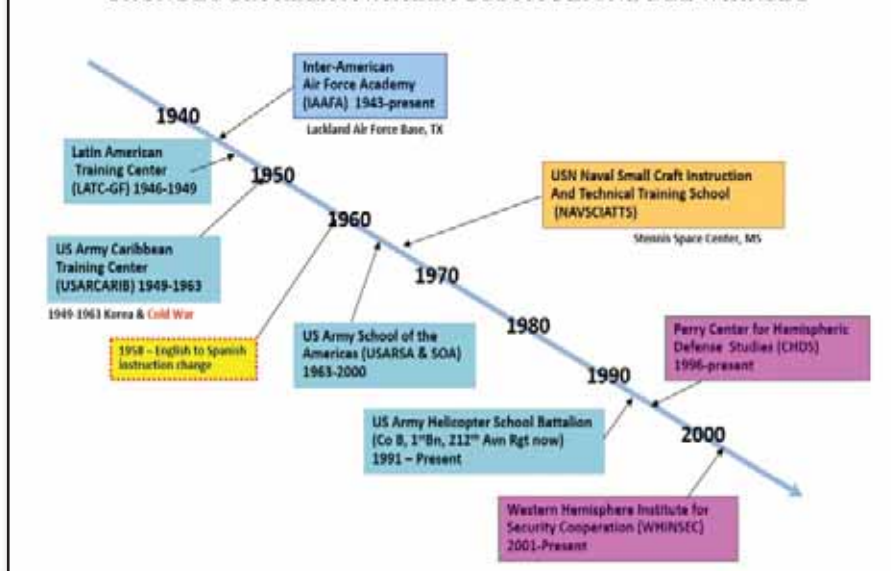 1940
Inter-American
Air Force Academy
(IAAFA) 1943-present
Lackland Air Force Base, TX
Latin American
Training Center
(LATC-GF) 1946-1949
1950
USN Naval Small Craft Instruction
And Technical Training School
(NAVSCIATTS)
Stennis Space Center, MS
1960
US Army Caribbean
Training Center
(USARCARIB) 1949-1963
1949-1963 Korea & Cold War
1970
1958 – English to Spanish
instruction change
US Army School of the
Americas (USARSA & SOA)
1963-2000
1980
Perry Center for Hemispheric
Defense Studies (CHDS)
1996-present
1990
US Army Helicopter School Battalion
(Co B, 1stBn, 212th Avn Rgt now)
1991 – Present
2000
Western Hemisphere Institute for
Security Cooperation (WHINSEC)
2001-Present